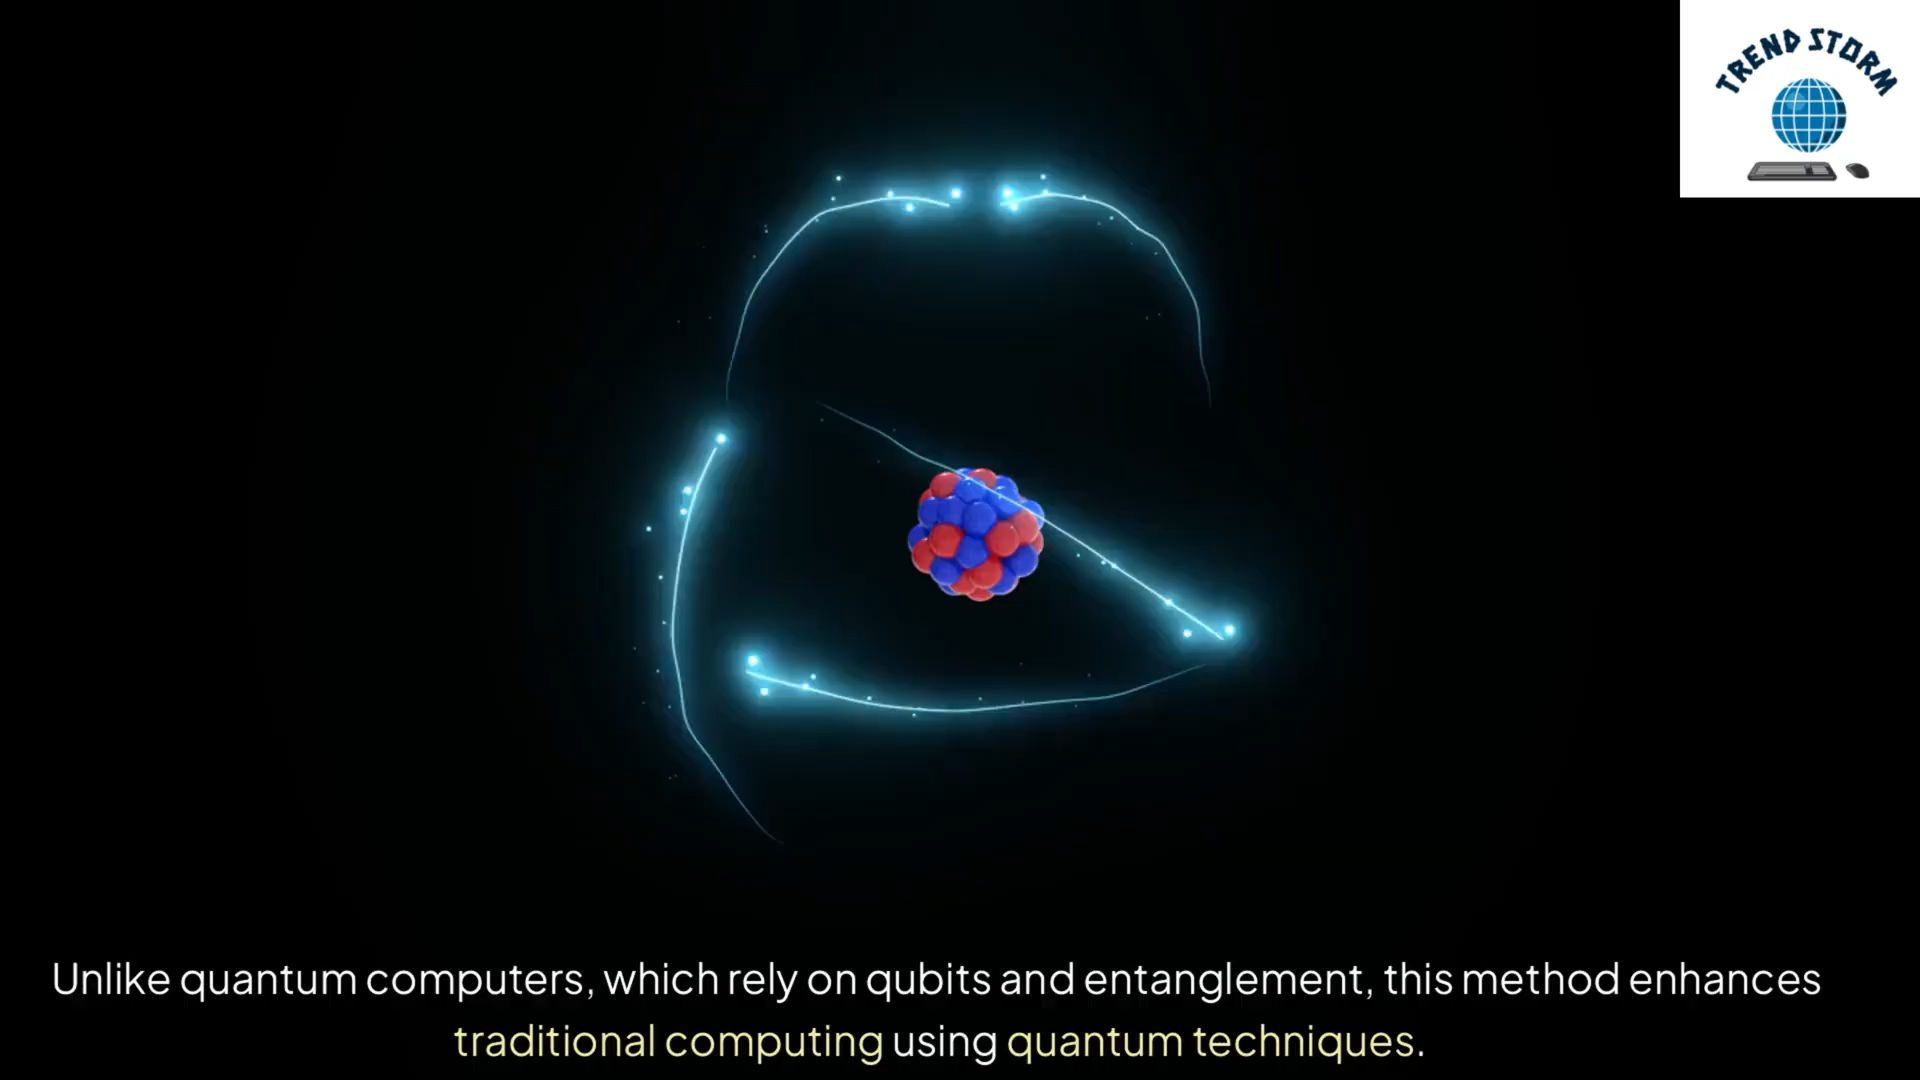 TREND STORM
Unlike quantum computers, which rely on qubits and entanglement, this method enhances
traditional computing using quantum techniques.